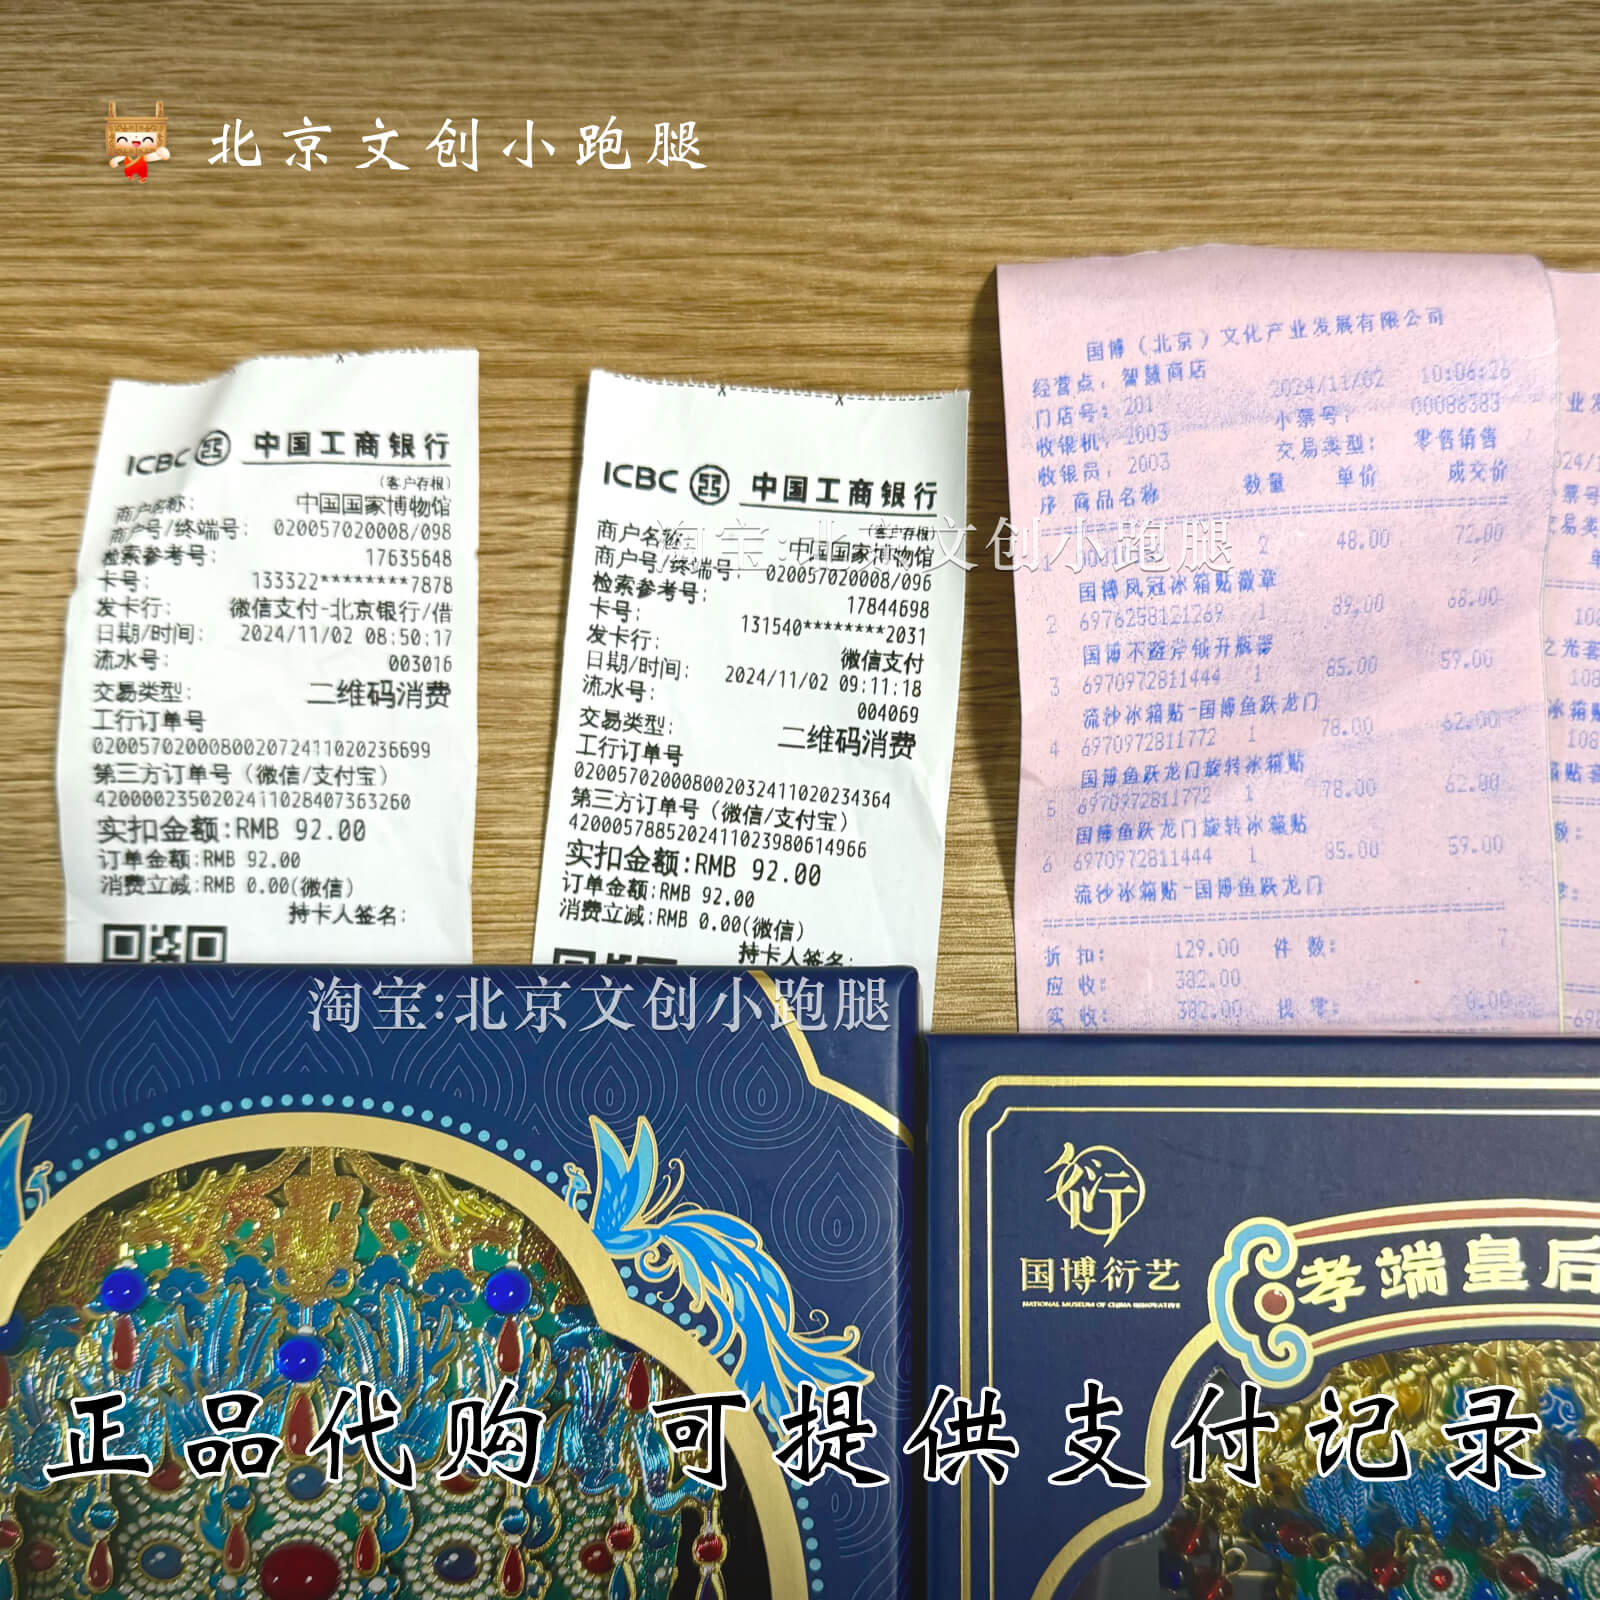 北京文创小跑腿
ICBC 中国工商银行
(客户存根)
商户名称: 中国国家博物馆
商户号/终端号: 020057020008/098
检索参考号: 17635648
卡号: 133322********7878
发卡行: 微信支付-北京银行/借
日期/时间: 2024/11/02 08:50:17
流水号: 003016
交易类型: 二维码消费
工行订单号
02005702000800207241102023​6699
第三方订单号(微信/支付宝)
4200002350202411028407363260
实扣金额:RMB 92.00
订单金额:RMB 92.00
消费立减:RMB 0.00(微信)
持卡人签名:
ICBC 中国工商银行
(客户存根)
商户名称: 中国国家博物馆
商户号/终端号: 020057020008/096
检索参考号: 17844698
卡号: 131540********2031
发卡行: 微信支付
日期/时间: 2024/11/02 09:11:18
流水号: 004069
交易类型: 二维码消费
工行订单号
020057020008002032411020234364
第三方订单号(微信/支付宝)
4200057885202411023980614966
实扣金额:RMB 92.00
订单金额:RMB 92.00
消费立减:RMB 0.00(微信)
持卡人签名:
国博(北京)文化产业发展有限公司
经营点: 智慧商店
2024/11/02 10:06:26
门店号: 201 小票号: 00088383
收银机: 2003 交易类型: 零售销售
收银员: 2003
序 商品名称 数量 单价 成交价
1 2 48.00 72.00
国博凤冠冰箱贴徽章
2 6976258121269 1 89.00 68.00
国博不避斧钺开瓶器
3 6970972811444 1 85.00 59.00
流沙冰箱贴-国博鱼跃龙门
4 6970972811772 1 78.00 62.00
国博鱼跃龙门旋转冰箱贴
5 6970972811772 1 78.00 62.00
国博鱼跃龙门旋转冰箱贴
6 6970972811444 1 85.00 59.00
流沙冰箱贴-国博鱼跃龙门
折扣: 129.00 件数: 7
应收: 382.00
实收: 382.00 找零: 0.00
淘宝:北京文创小跑腿
淘宝:北京文创小跑腿
衍
国博衍艺
NATIONAL MUSEUM OF CHINA INNOVATIVE
孝端皇后
正品代购 可提供支付记录